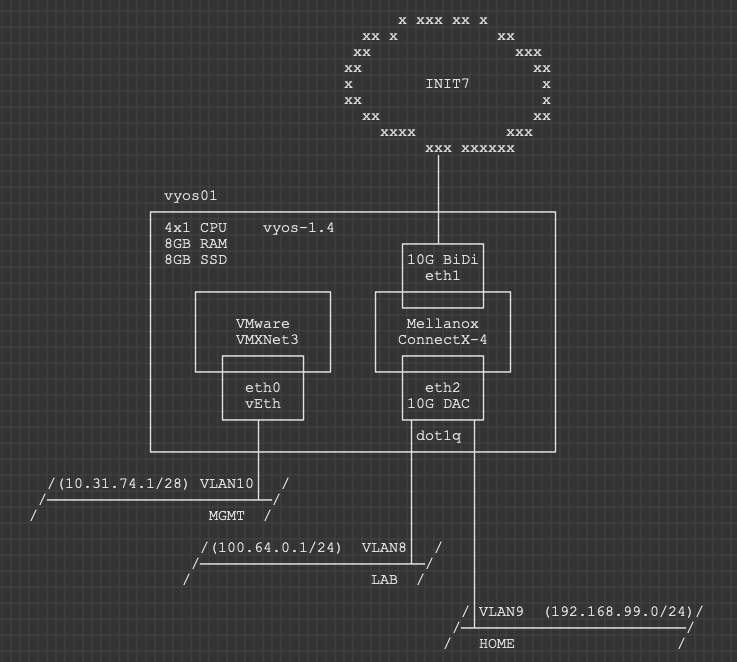 x xxx xx x
xx x xx
xx xxx
xx xx
x INIT7 x
xx xx
xx xx
xxxx xxx
xxx xxxxxx
vyos01
4x1 CPU vyos-1.4
8GB RAM
8GB SSD
10G BiDi
eth1
VMware
VMXNet3
Mellanox
ConnectX-4
eth0
vEth
eth2
10G DAC
dot1q
/(10.31.74.1/28) VLAN10 /
/ /
/ MGMT /
/(100.64.0.1/24) VLAN8 /
/ /
/ LAB /
/ VLAN9 (192.168.99.0/24)/
/ /
/ HOME /